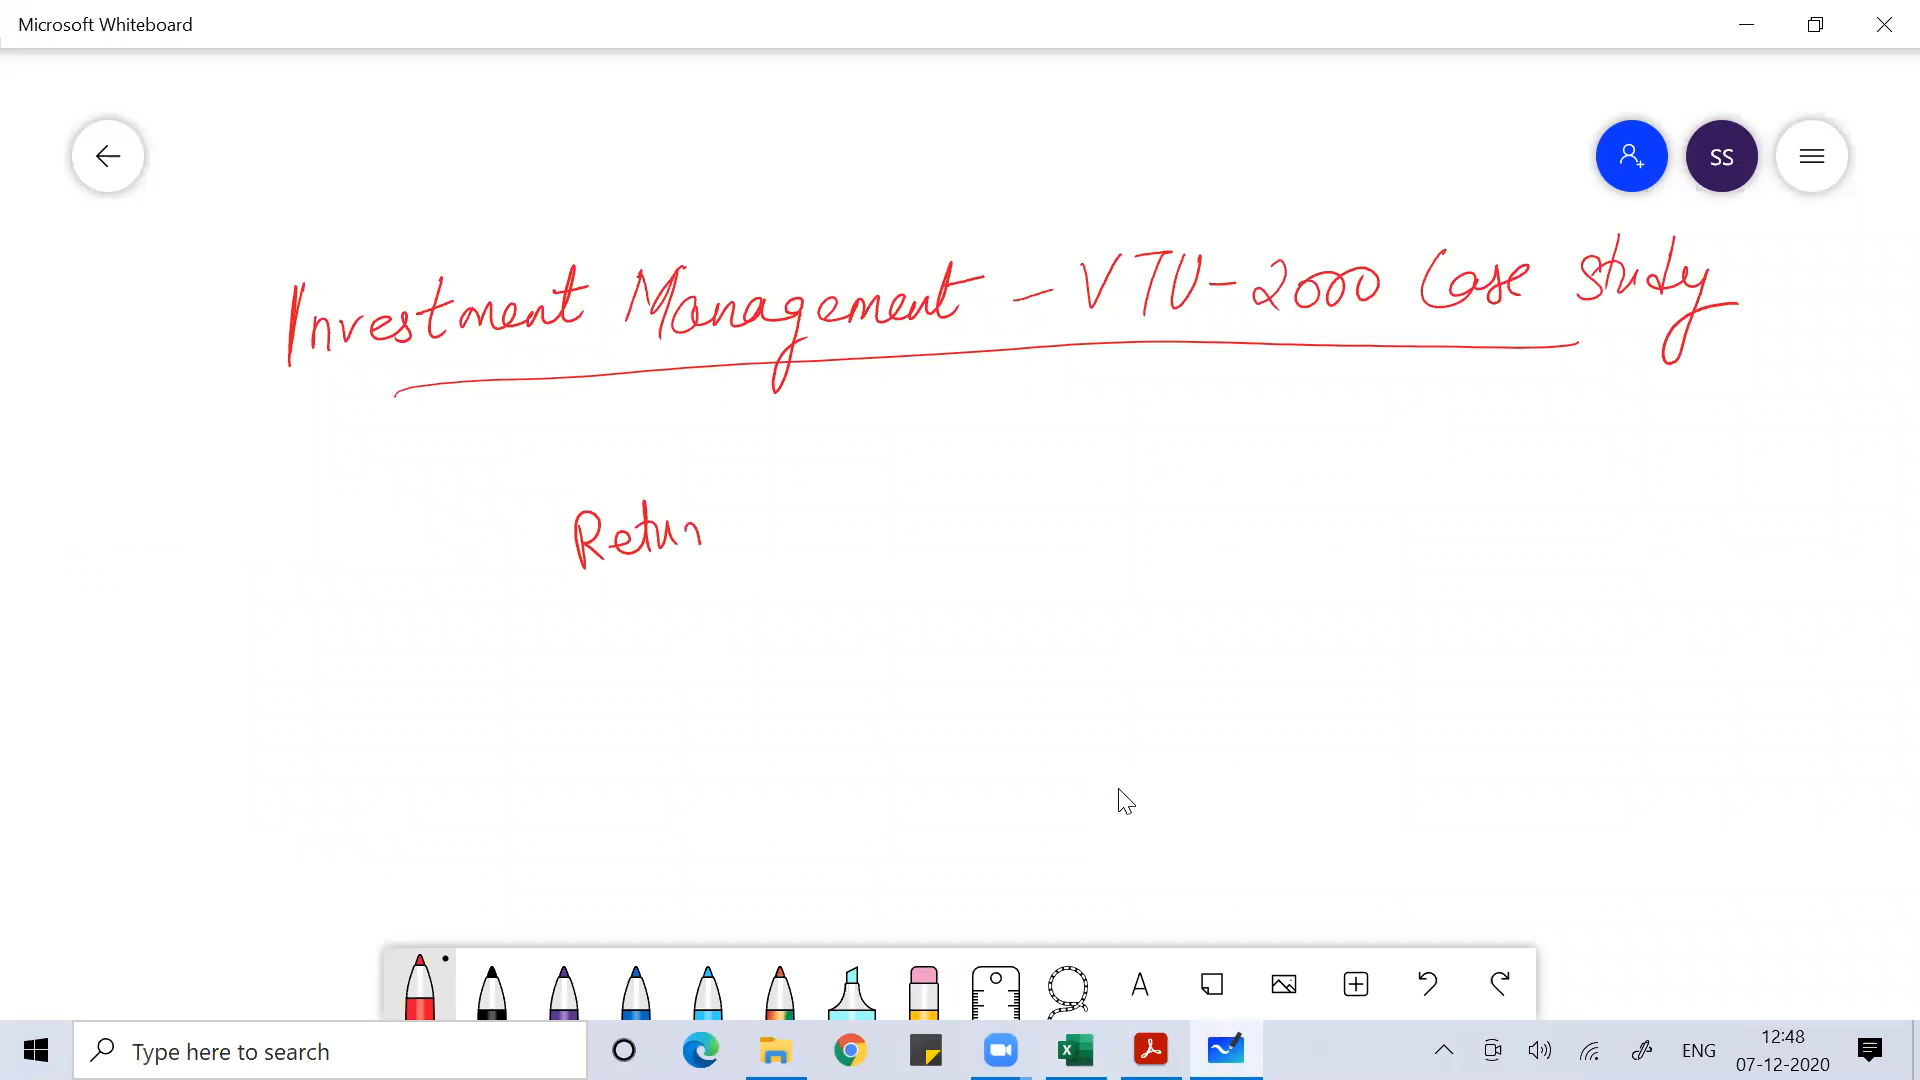 Microsoft Whiteboard
SS
Investment Management - VTU-2000 Case Study
Retur
A
Type here to search
ENG
12:48
07-12-2020